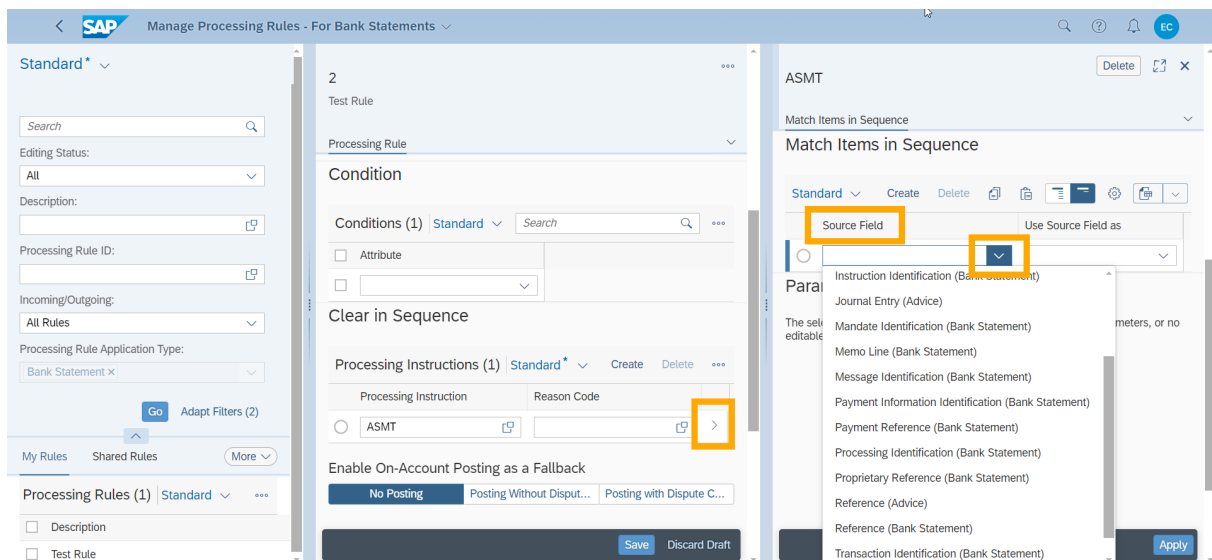 SAP
Manage Processing Rules - For Bank Statements
EC
Standard*
Search
Editing Status:
All
Description:
Processing Rule ID:
Incoming/Outgoing:
All Rules
Processing Rule Application Type:
Bank Statement ×
Go
Adapt Filters (2)
My Rules
Shared Rules
More
Processing Rules (1)
Standard
Description
Test Rule
2
Test Rule
Processing Rule
Condition
Conditions (1)
Standard
Search
Attribute
Clear in Sequence
Processing Instructions (1)
Standard*
Create
Delete
Processing Instruction
Reason Code
ASMT
Enable On-Account Posting as a Fallback
No Posting
Posting Without Disput...
Posting with Dispute C...
Save
Discard Draft
ASMT
Delete
Match Items in Sequence
Match Items in Sequence
Standard
Create
Delete
Source Field
Use Source Field as
Instruction Identification (Bank Statement)
Journal Entry (Advice)
Mandate Identification (Bank Statement)
Memo Line (Bank Statement)
Message Identification (Bank Statement)
Payment Information Identification (Bank Statement)
Payment Reference (Bank Statement)
Processing Identification (Bank Statement)
Proprietary Reference (Bank Statement)
Reference (Advice)
Reference (Bank Statement)
Transaction Identification (Bank Statement)
Para
The sele
meters, or no
editable
Apply